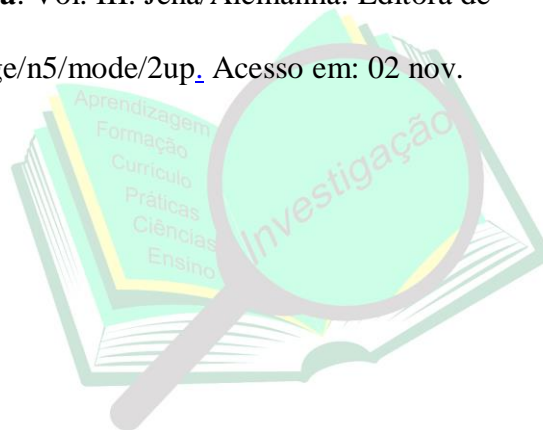 a. Vol. III. Jena/Alemanha: Editora de
ge/n5/mode/2up. Acesso em: 02 nov.
Aprendizagem
Formação
Currículo
Práticas
Ciências
Ensino
Investigação